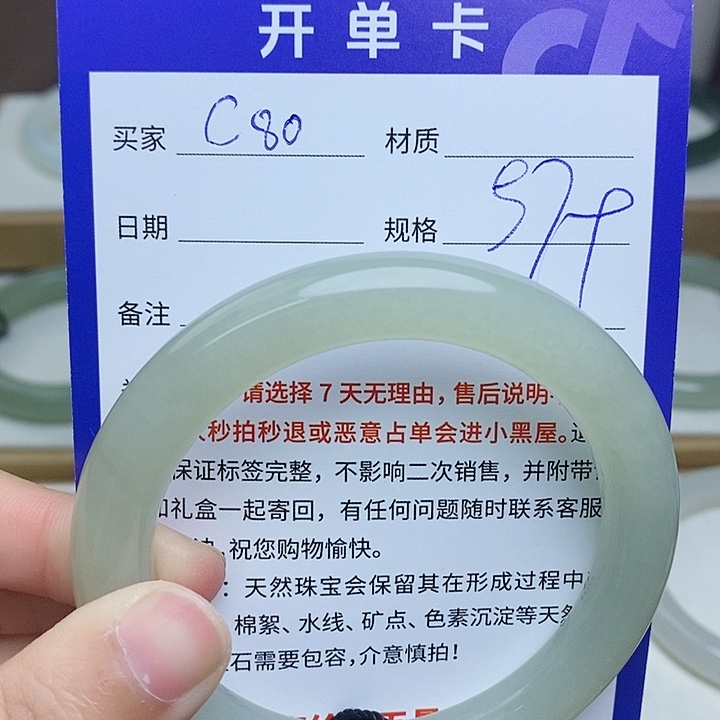 开单卡
买家 C80 材质
日期 规格 57
备注
请选择7天无理由，售后说明
秒拍秒退或恶意占单会进小黑屋。
保证标签完整，不影响二次销售，并附带
礼盒一起寄回，有任何问题随时联系客服
祝您购物愉快。
：天然珠宝会保留其在形成过程中
棉絮、水线、矿点、色素沉淀等天然
石需要包容，介意慎拍！